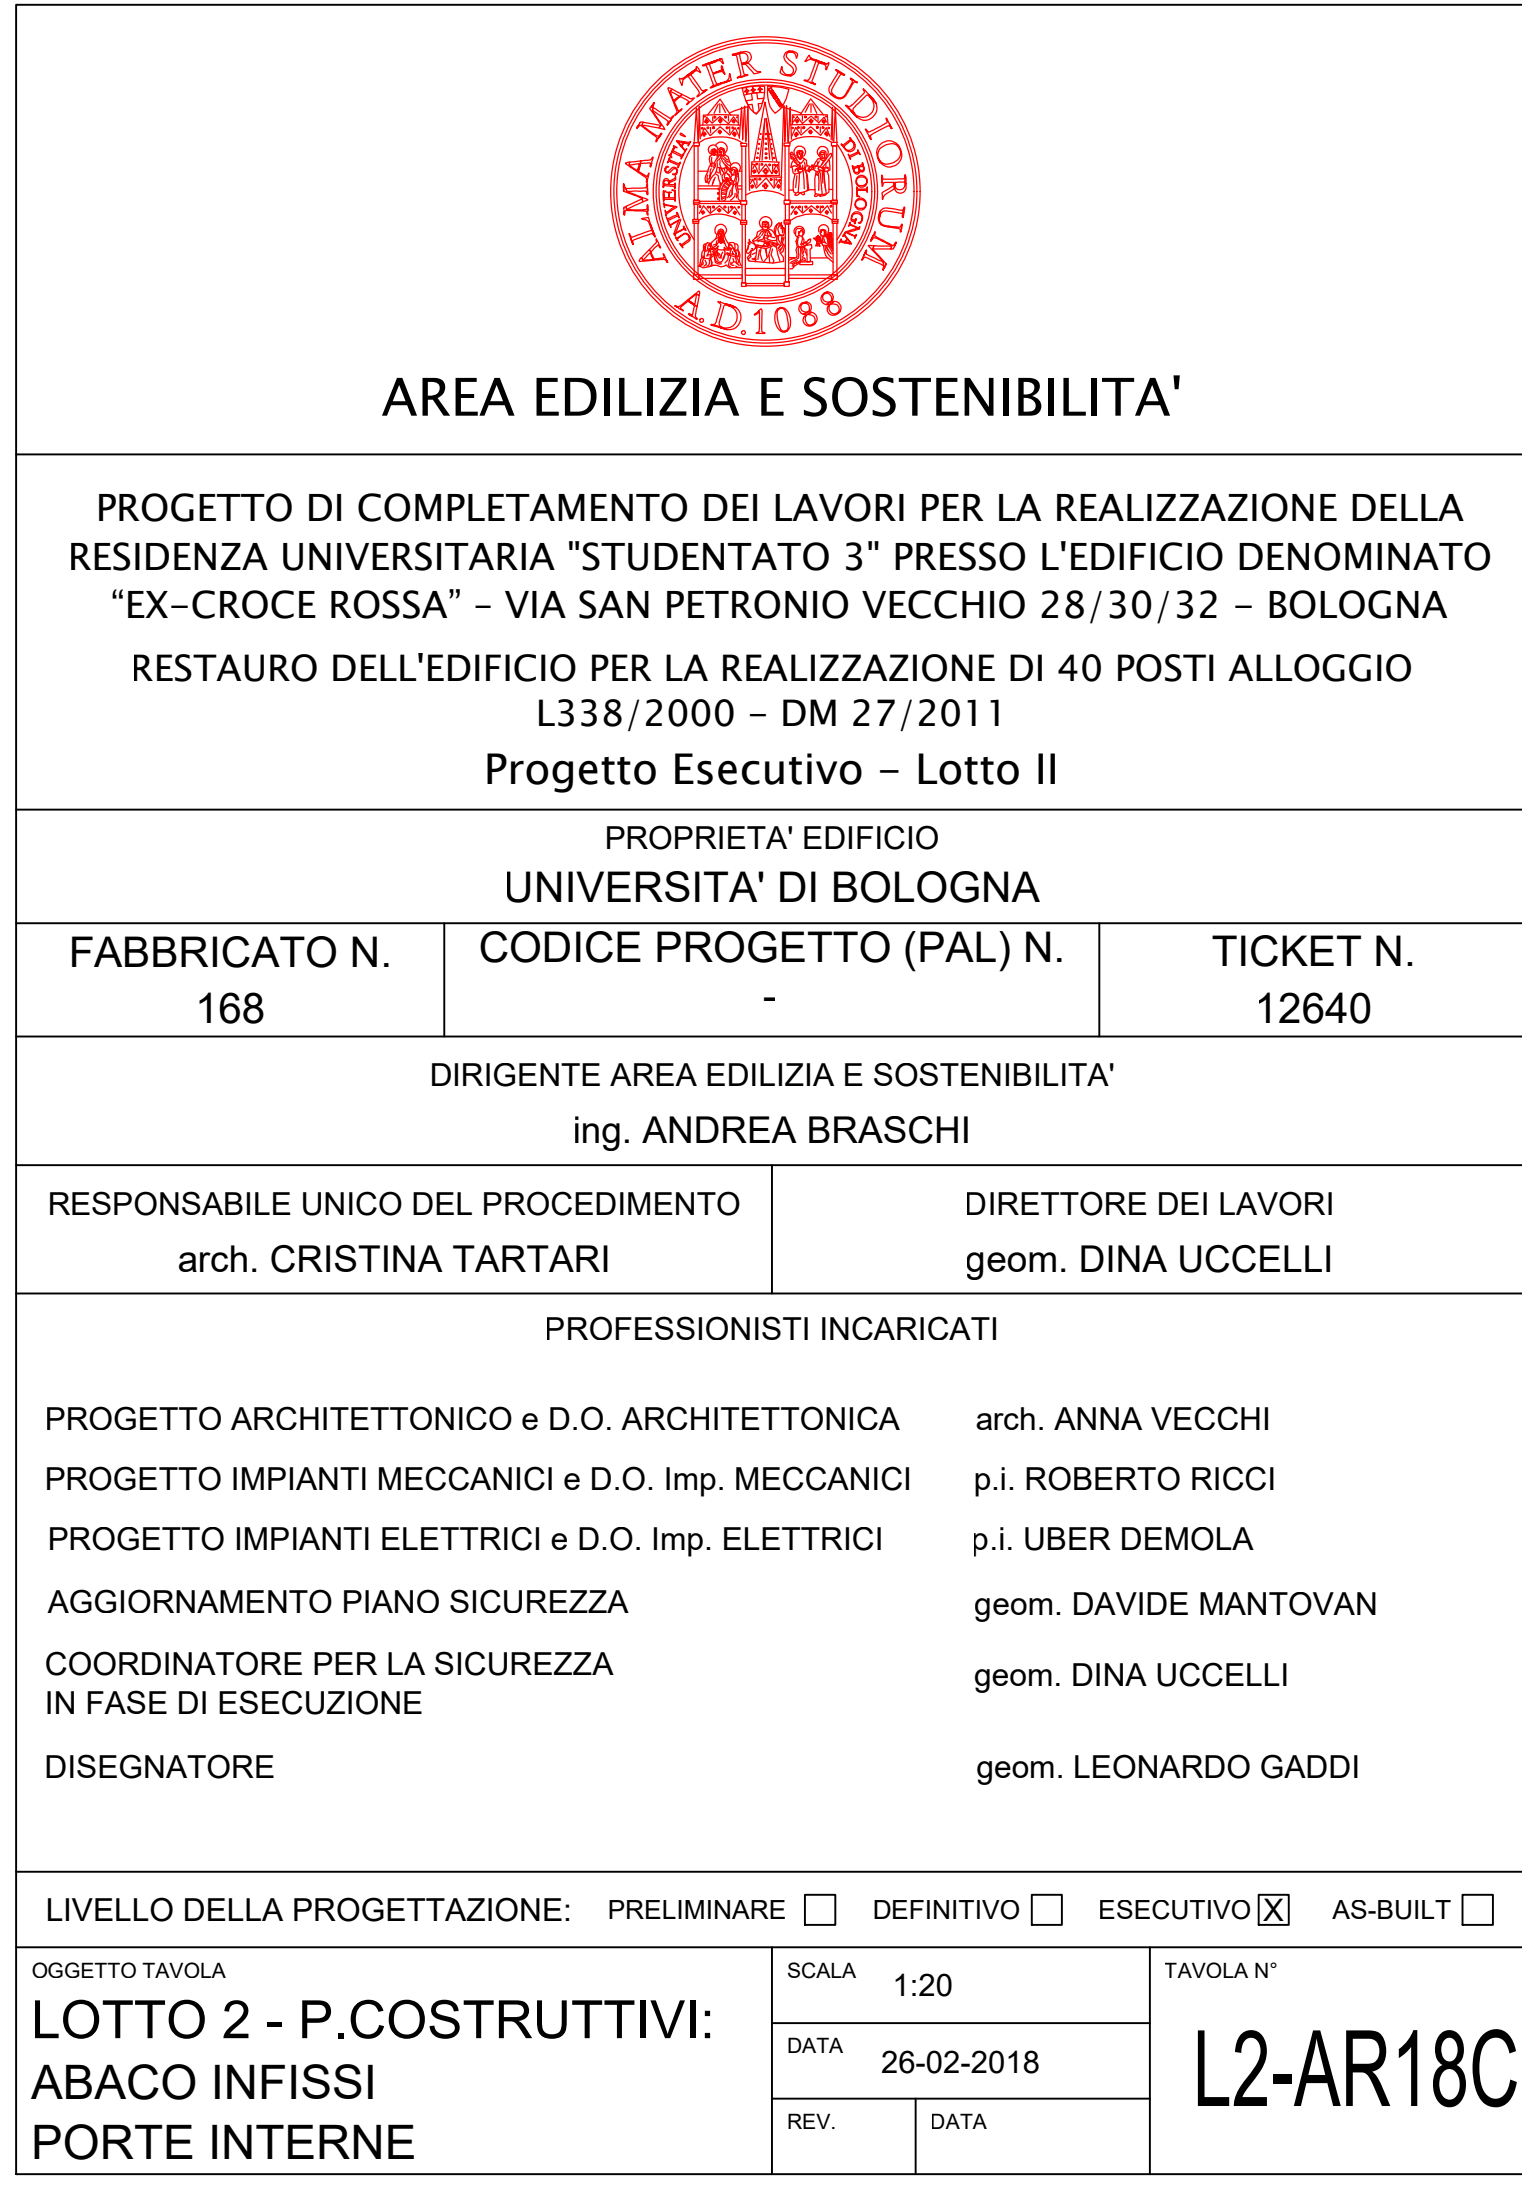 ALMA MATER STUDIORUM
A.D. 1088
UNIVERSITA' DI BOLOGNA
AREA EDILIZIA E SOSTENIBILITA'
PROGETTO DI COMPLETAMENTO DEI LAVORI PER LA REALIZZAZIONE DELLA
RESIDENZA UNIVERSITARIA "STUDENTATO 3" PRESSO L'EDIFICIO DENOMINATO
“EX-CROCE ROSSA” - VIA SAN PETRONIO VECCHIO 28/30/32 - BOLOGNA
RESTAURO DELL'EDIFICIO PER LA REALIZZAZIONE DI 40 POSTI ALLOGGIO
L338/2000 - DM 27/2011
Progetto Esecutivo - Lotto II
PROPRIETA' EDIFICIO
UNIVERSITA' DI BOLOGNA
FABBRICATO N.
168
CODICE PROGETTO (PAL) N.
-
TICKET N.
12640
DIRIGENTE AREA EDILIZIA E SOSTENIBILITA'
ing. ANDREA BRASCHI
RESPONSABILE UNICO DEL PROCEDIMENTO
arch. CRISTINA TARTARI
DIRETTORE DEI LAVORI
geom. DINA UCCELLI
PROFESSIONISTI INCARICATI
PROGETTO ARCHITETTONICO e D.O. ARCHITETTONICA arch. ANNA VECCHI
PROGETTO IMPIANTI MECCANICI e D.O. Imp. MECCANICI p.i. ROBERTO RICCI
PROGETTO IMPIANTI ELETTRICI e D.O. Imp. ELETTRICI p.i. UBER DEMOLA
AGGIORNAMENTO PIANO SICUREZZA geom. DAVIDE MANTOVAN
COORDINATORE PER LA SICUREZZA
IN FASE DI ESECUZIONE geom. DINA UCCELLI
DISEGNATORE geom. LEONARDO GADDI
LIVELLO DELLA PROGETTAZIONE: PRELIMINARE DEFINITIVO ESECUTIVO X AS-BUILT
OGGETTO TAVOLA
LOTTO 2 - P.COSTRUTTIVI:
ABACO INFISSI
PORTE INTERNE
SCALA 1:20
DATA 26-02-2018
REV. DATA
TAVOLA N°
L2-AR18C